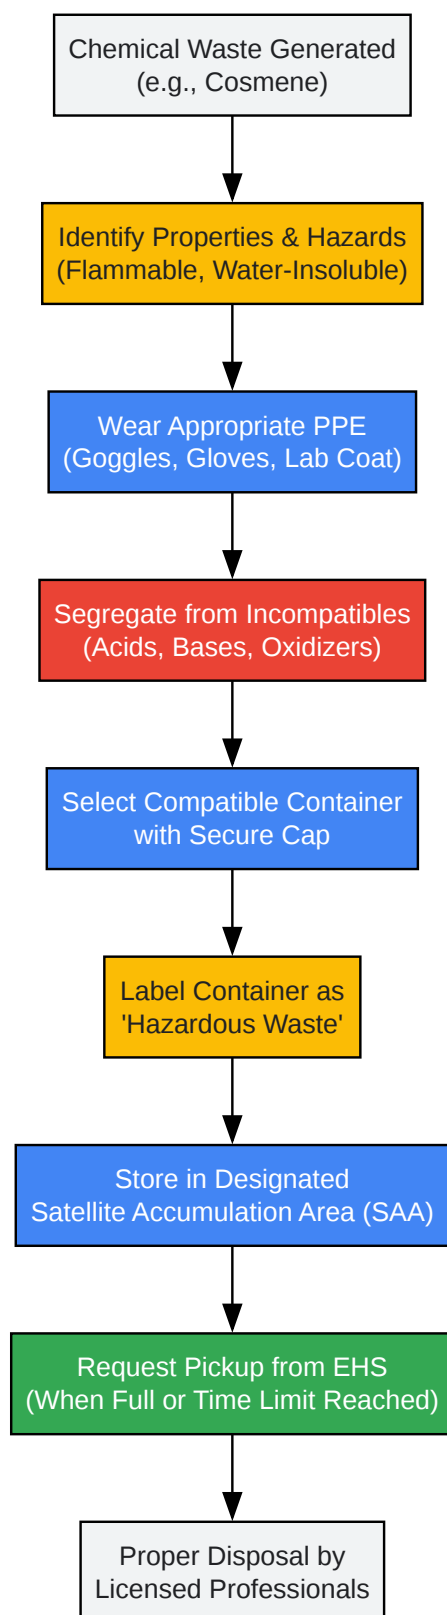 Chemical Waste Generated
(e.g., Cosmene)
Identify Properties & Hazards
(Flammable, Water-Insoluble)
Wear Appropriate PPE
(Goggles, Gloves, Lab Coat)
Segregate from Incompatibles
(Acids, Bases, Oxidizers)
Select Compatible Container
with Secure Cap
Label Container as
'Hazardous Waste'
Store in Designated
Satellite Accumulation Area (SAA)
Request Pickup from EHS
(When Full or Time Limit Reached)
Proper Disposal by
Licensed Professionals